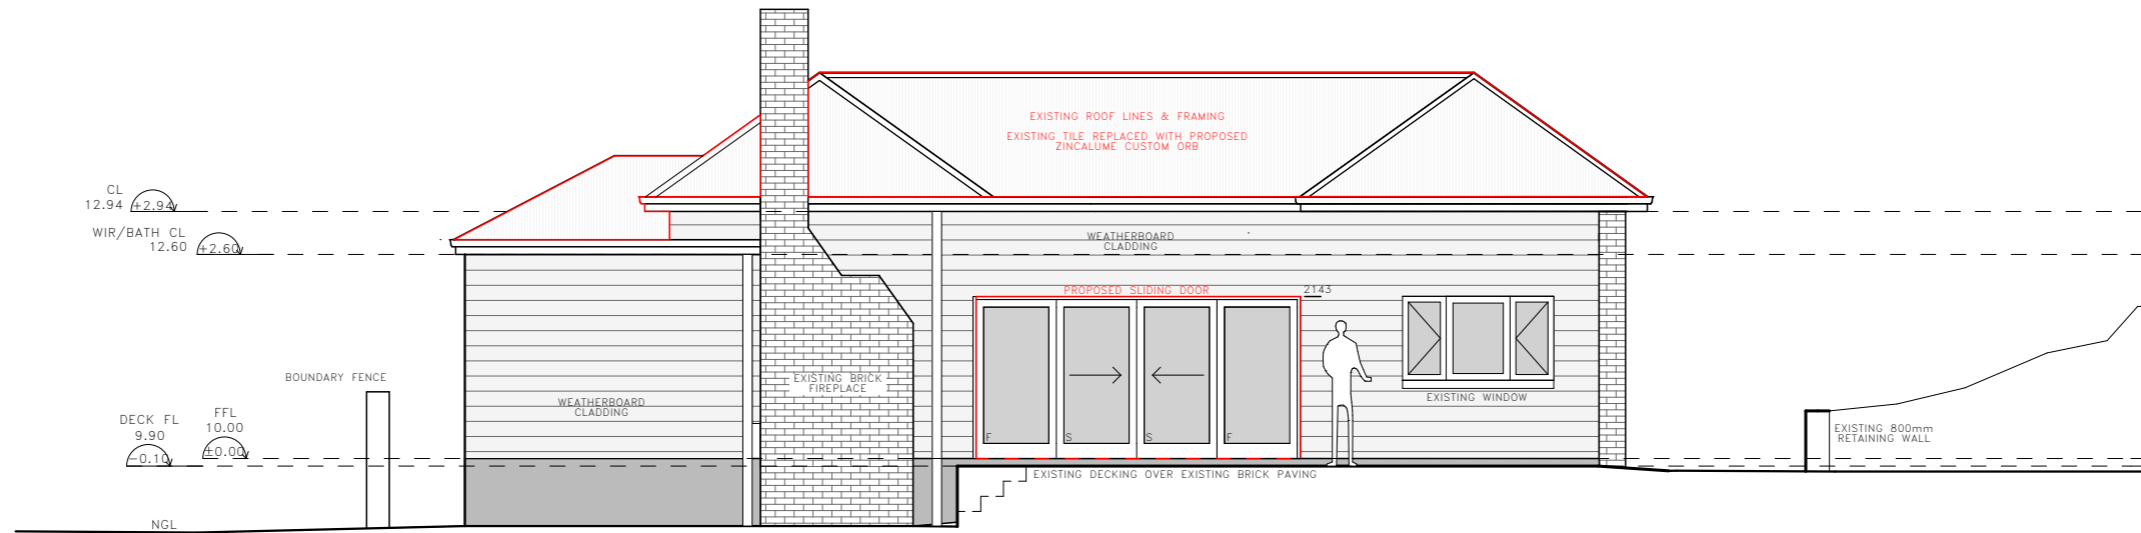 EXISTING ROOF LINES & FRAMING
EXISTING TILE REPLACED WITH PROPOSED
ZINCALUME CUSTOM ORB
CL
12.94 +2.94
WIR/BATH CL
12.60 +2.60
WEATHERBOARD
CLADDING
PROPOSED SLIDING DOOR
2143
BOUNDARY FENCE
EXISTING BRICK
FIREPLACE
WEATHERBOARD
CLADDING
EXISTING WINDOW
DECK FL
9.90
-0.10
FFL
10.00
±0.00
F
S
S
F
EXISTING 800mm
RETAINING WALL
EXISTING DECKING OVER EXISTING BRICK PAVING
NGL